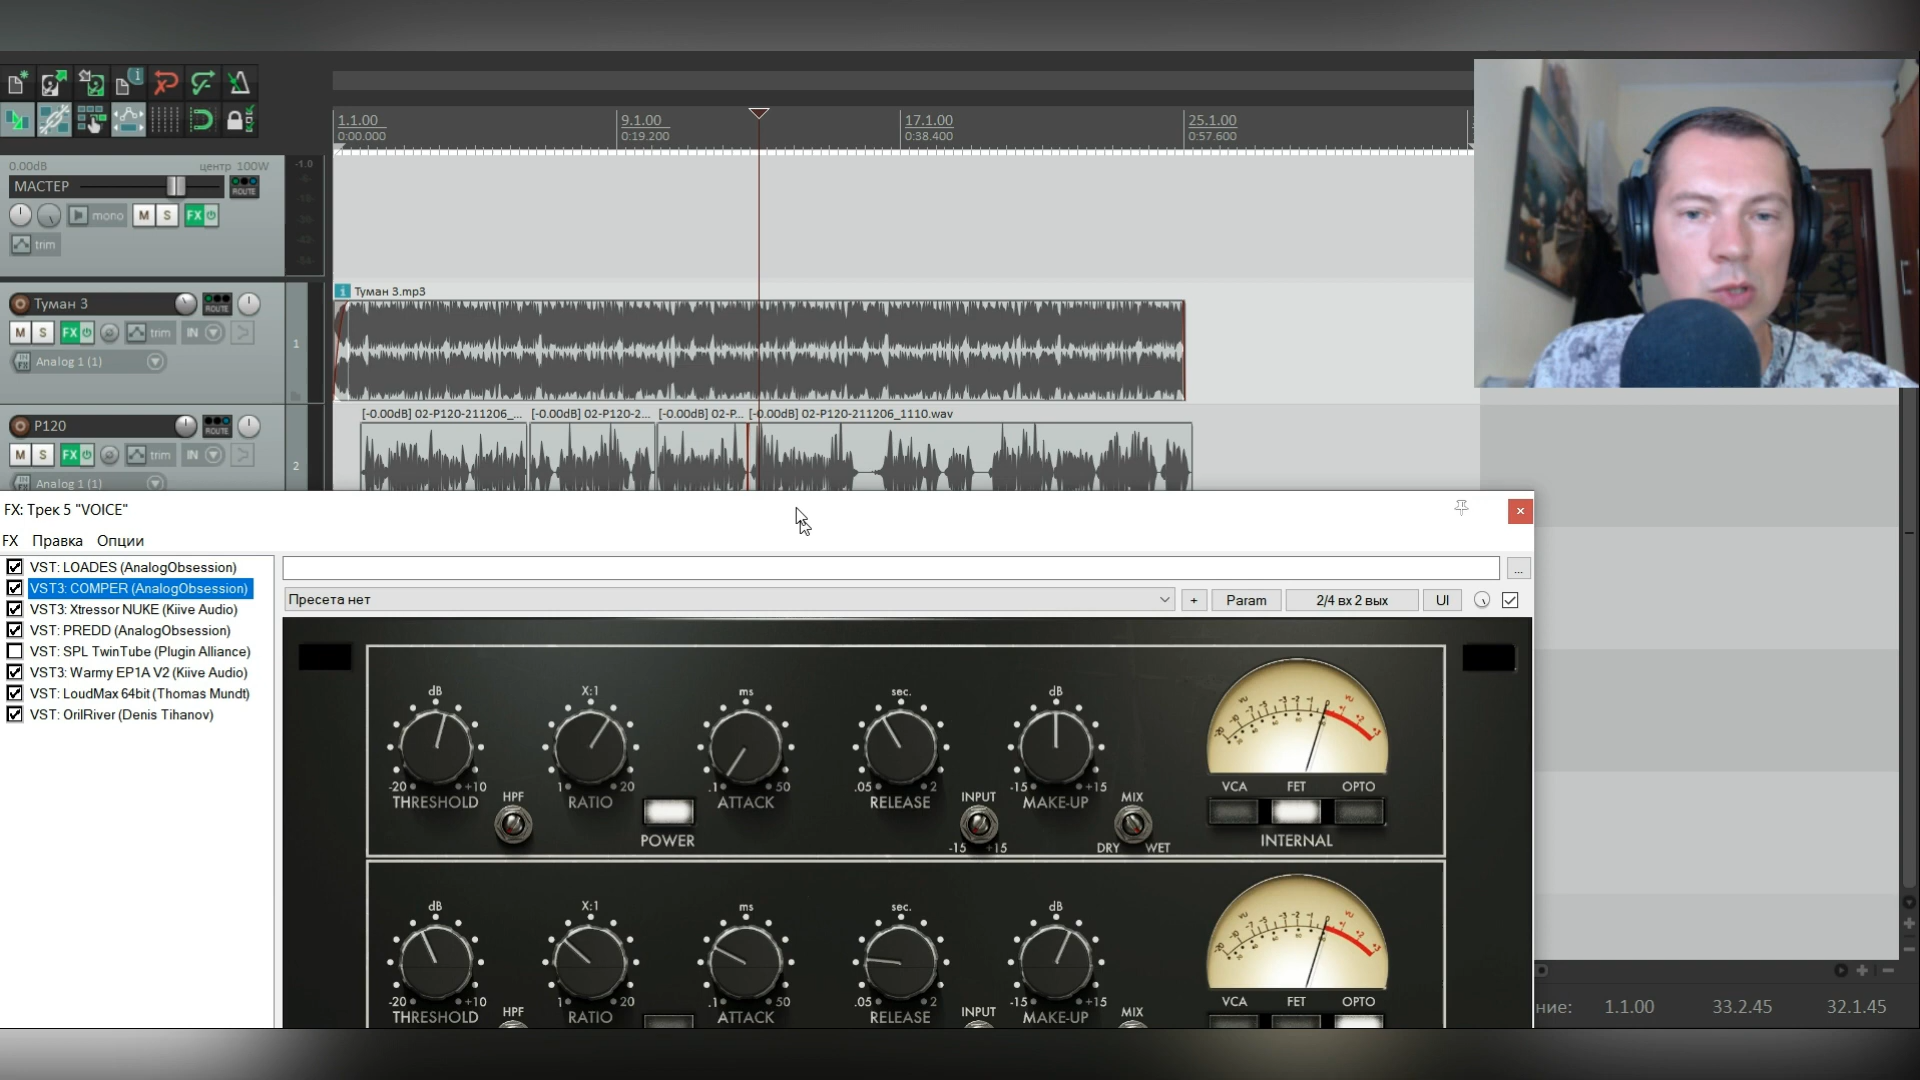 1.1.00
0:00.000
9.1.00
0:19.200
17.1.00
0:38.400
25.1.00
0:57.600
0.00dB
центр 100W
МАСТЕР
ROUTE
mono
M S FX
trim
-1.0
Туман 3
ROUTE
M S FX trim IN
Analog 1 (1)
1
Туман 3.mp3
P120
ROUTE
M S FX trim IN
Analog 1 (1)
2
[-0.00dB] 02-P120-211206_...
[-0.00dB] 02-P120-2...
[-0.00dB] 02-P...
[-0.00dB] 02-P120-211206_1110.wav
FX: Трек 5 "VOICE"
FX Правка Опции
VST: LOADES (AnalogObsession)
VST3: COMPER (AnalogObsession)
VST3: Xtressor NUKE (Kiive Audio)
VST: PREDD (AnalogObsession)
VST: SPL TwinTube (Plugin Alliance)
VST3: Warmy EP1A V2 (Kiive Audio)
VST: LoudMax 64bit (Thomas Mundt)
VST: OrilRiver (Denis Tihanov)
...
Пресета нет
+
Param
2/4 вх 2 вых
UI
dB X:1 ms sec. dB
-20 +10 1 20 .1 50 .05 2 -15 +15
THRESHOLD HPF RATIO ATTACK RELEASE INPUT MAKE-UP MIX
POWER
-15 +15
DRY WET
VCA FET OPTO
INTERNAL
dB X:1 ms sec. dB
-20 +10 1 20 .1 50 .05 2 -15 +15
THRESHOLD HPF RATIO ATTACK RELEASE INPUT MAKE-UP MIX
VCA FET OPTO
ние: 1.1.00 33.2.45 32.1.45